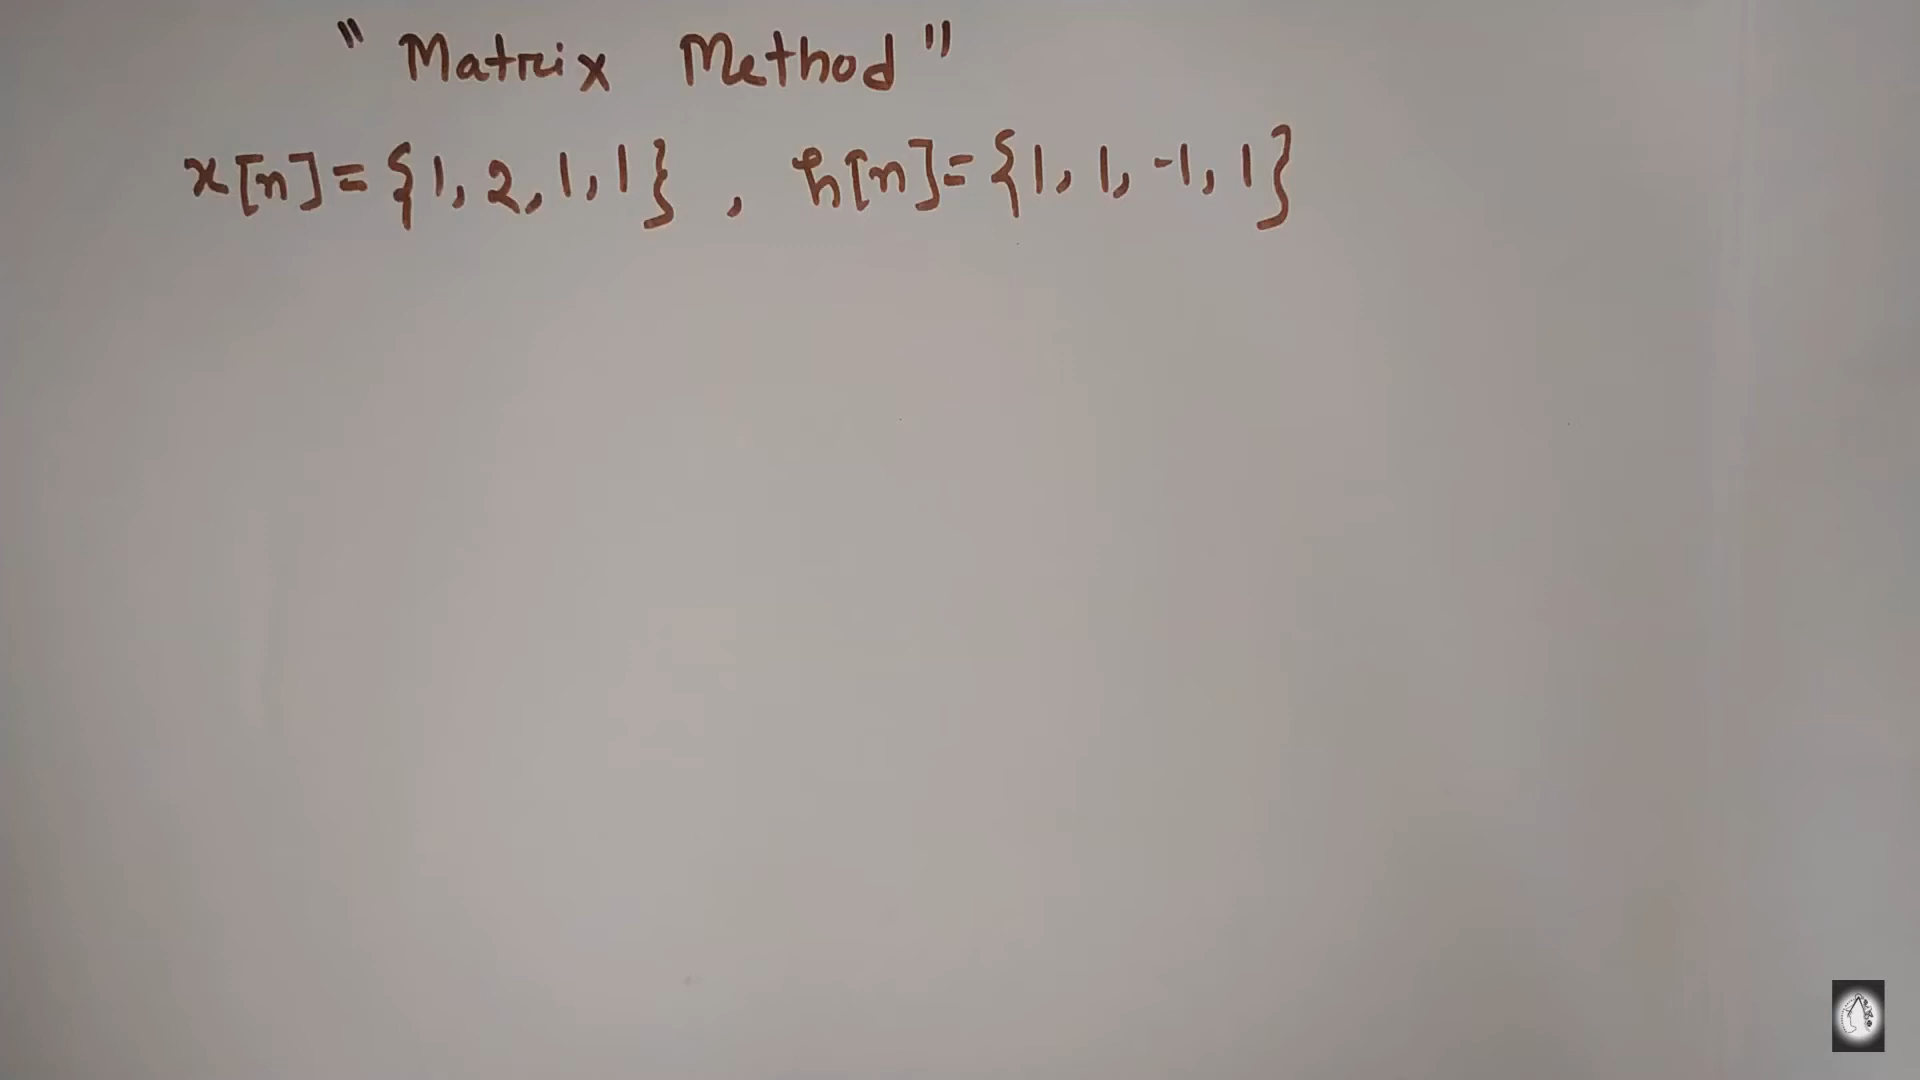 "Matrix Method"
x[n]={1, 2, 1, 1} , h[n]={1, 1, -1, 1}